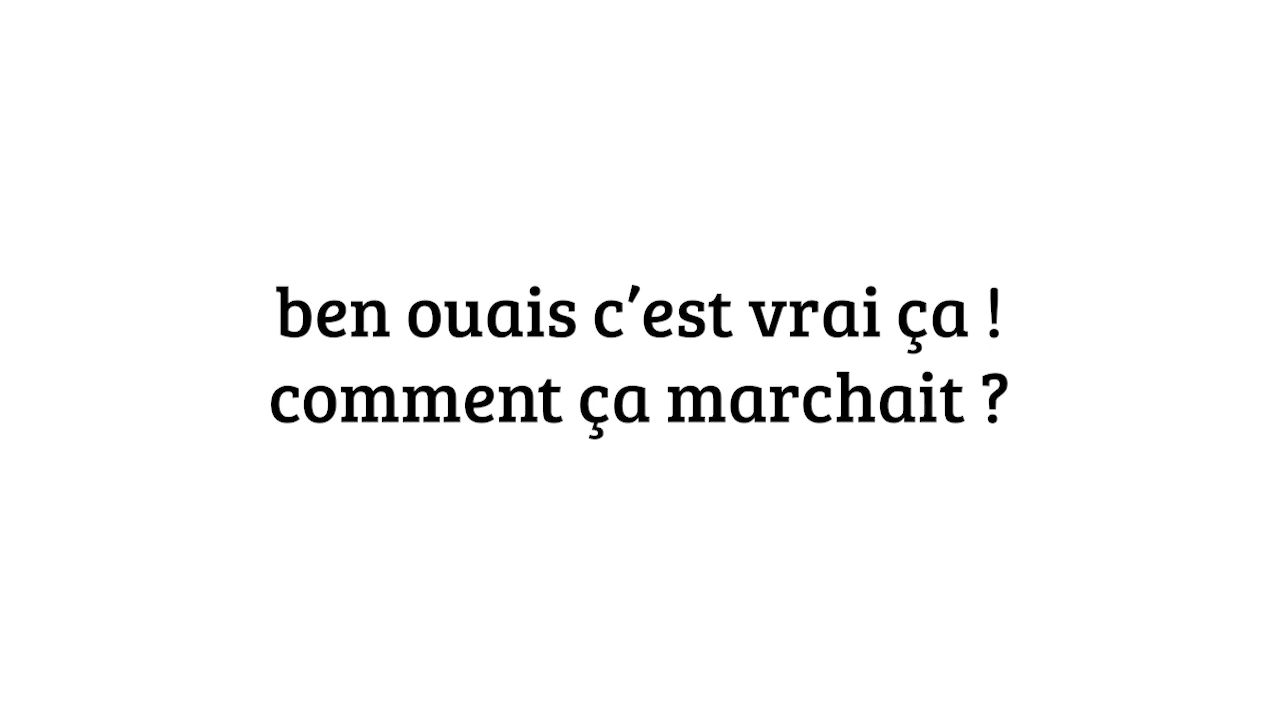 ben ouais c’est vrai ça !
comment ça marchait ?